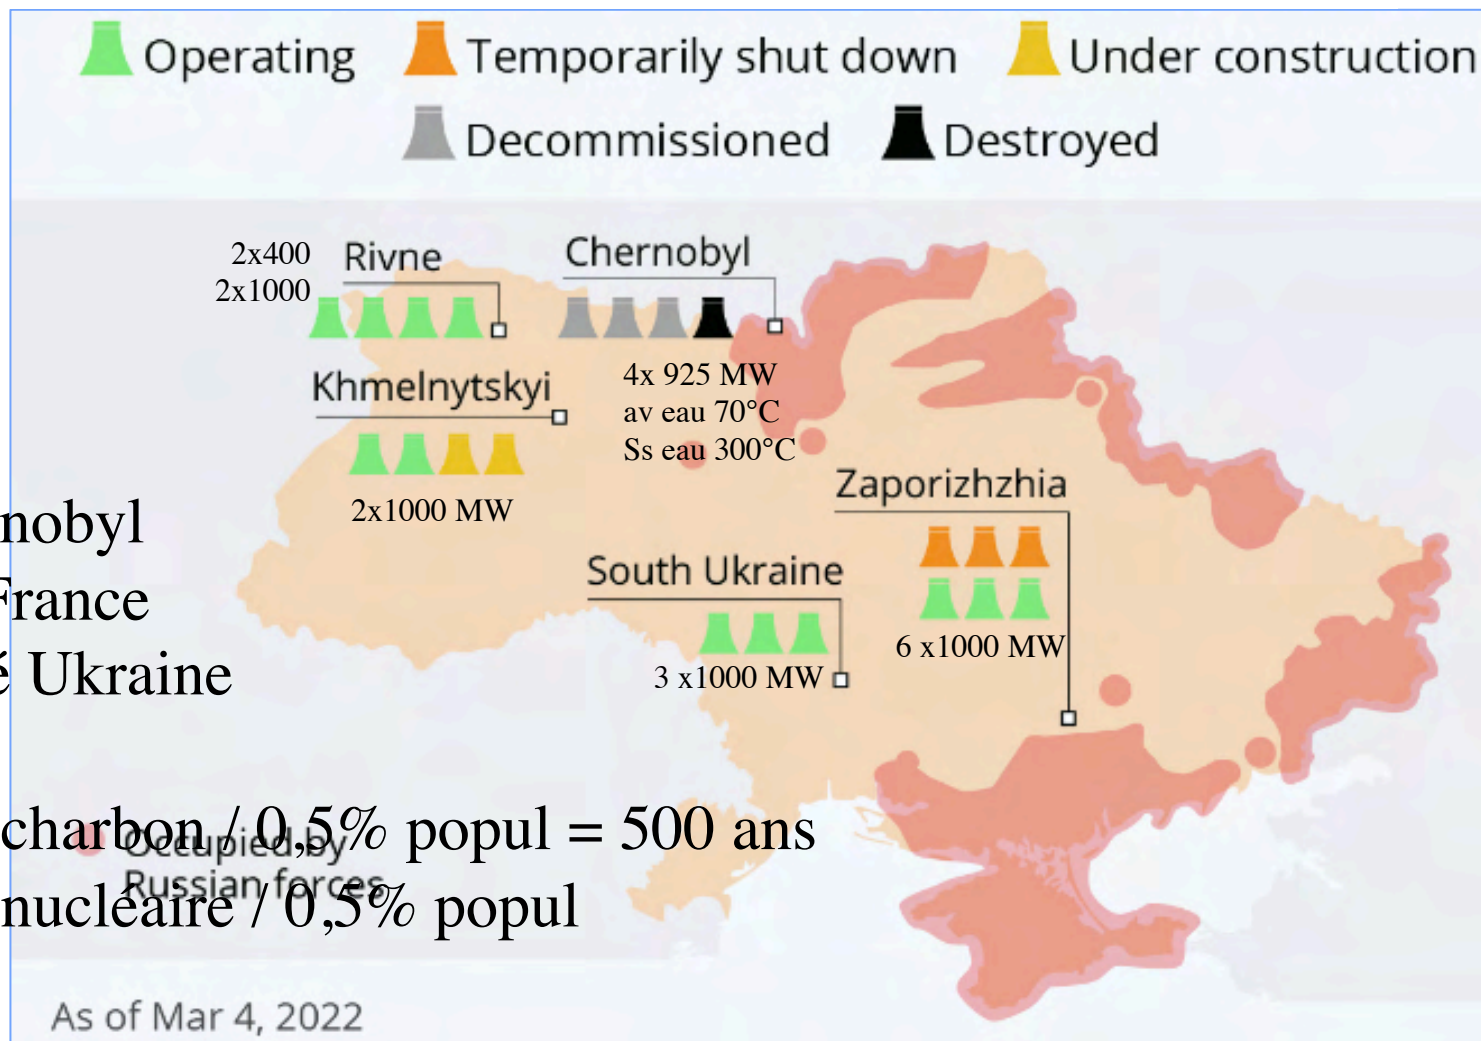 Operating Temporarily shut down Under construction
Decommissioned Destroyed
2x400
2x1000
Rivne
Chernobyl
Khmelnytskyi
4x 925 MW
av eau 70°C
Ss eau 300°C
2x1000 MW
Zaporizhzhia
6 x1000 MW
South Ukraine
3 x1000 MW
nobyl
France
é Ukraine
charbon / 0,5% popul = 500 ans
nucléaire / 0,5% popul
Occupied by
Russian forces
As of Mar 4, 2022